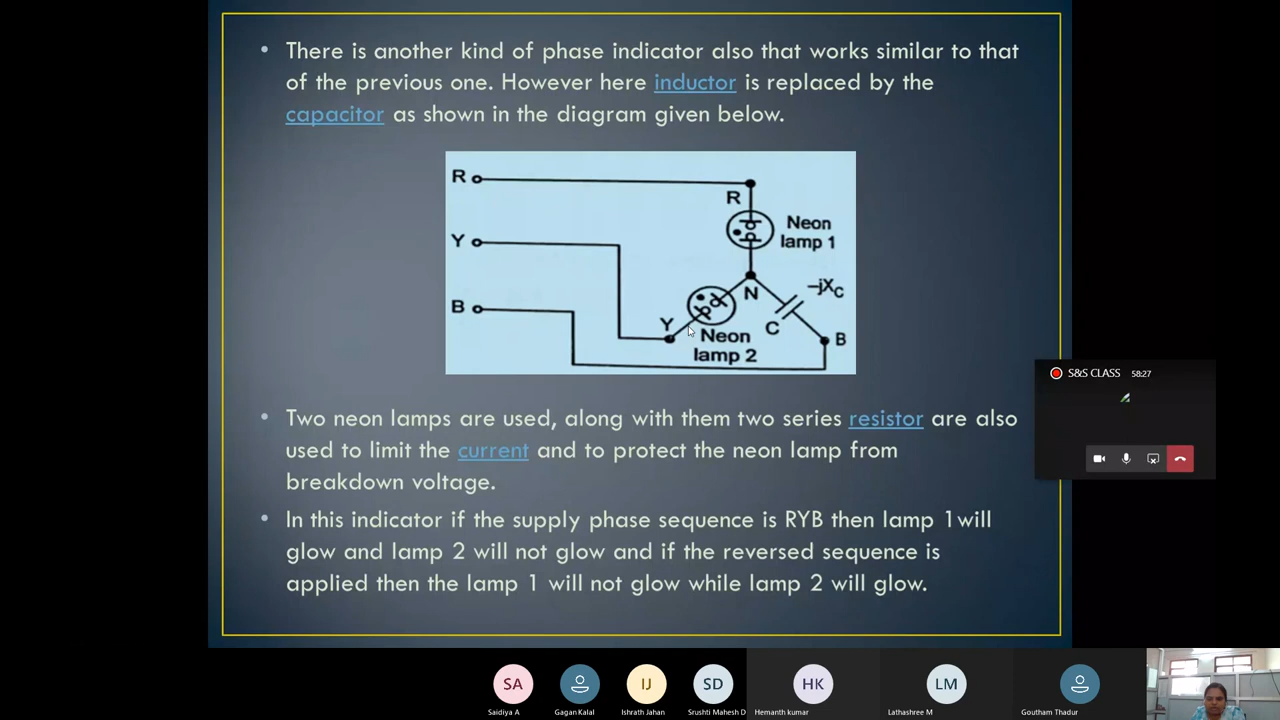 • There is another kind of phase indicator also that works similar to that
of the previous one. However here inductor is replaced by the
capacitor as shown in the diagram given below.
R
R
Neon
lamp 1
Y
N
–jXC
B
Y
C
B
Neon
lamp 2
S&S CLASS 58:27
• Two neon lamps are used, along with them two series resistor are also
used to limit the current and to protect the neon lamp from
breakdown voltage.
• In this indicator if the supply phase sequence is RYB then lamp 1will
glow and lamp 2 will not glow and if the reversed sequence is
applied then the lamp 1 will not glow while lamp 2 will glow.
SA
IJ
SD
HK
LM
Saidiya A
Gagan Kalal
Ishrath Jahan
Srushti Mahesh D
Hemanth kumar
Lathashree M
Goutham Thadur